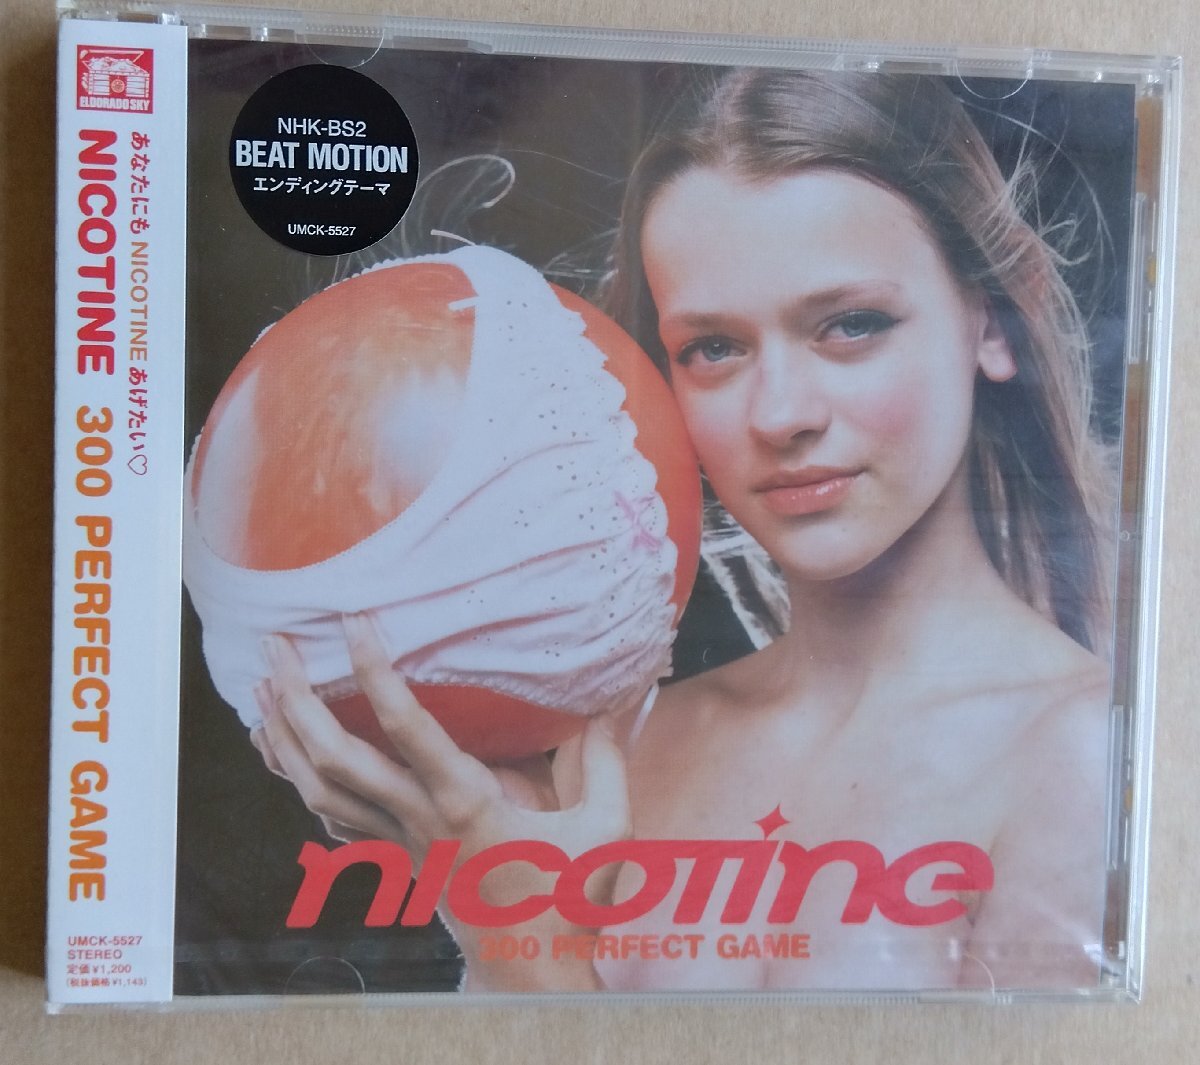 ELDORADO SKY
あなたにも NICOTINE あげたい♡
NICOTINE 300 PERFECT GAME
UMCK-5527
STEREO
定価 ¥1,200
(税抜価格 ¥1,143)
NHK-BS2
BEAT MOTION
エンディングテーマ
UMCK-5527
nicotine
300 PERFECT GAME